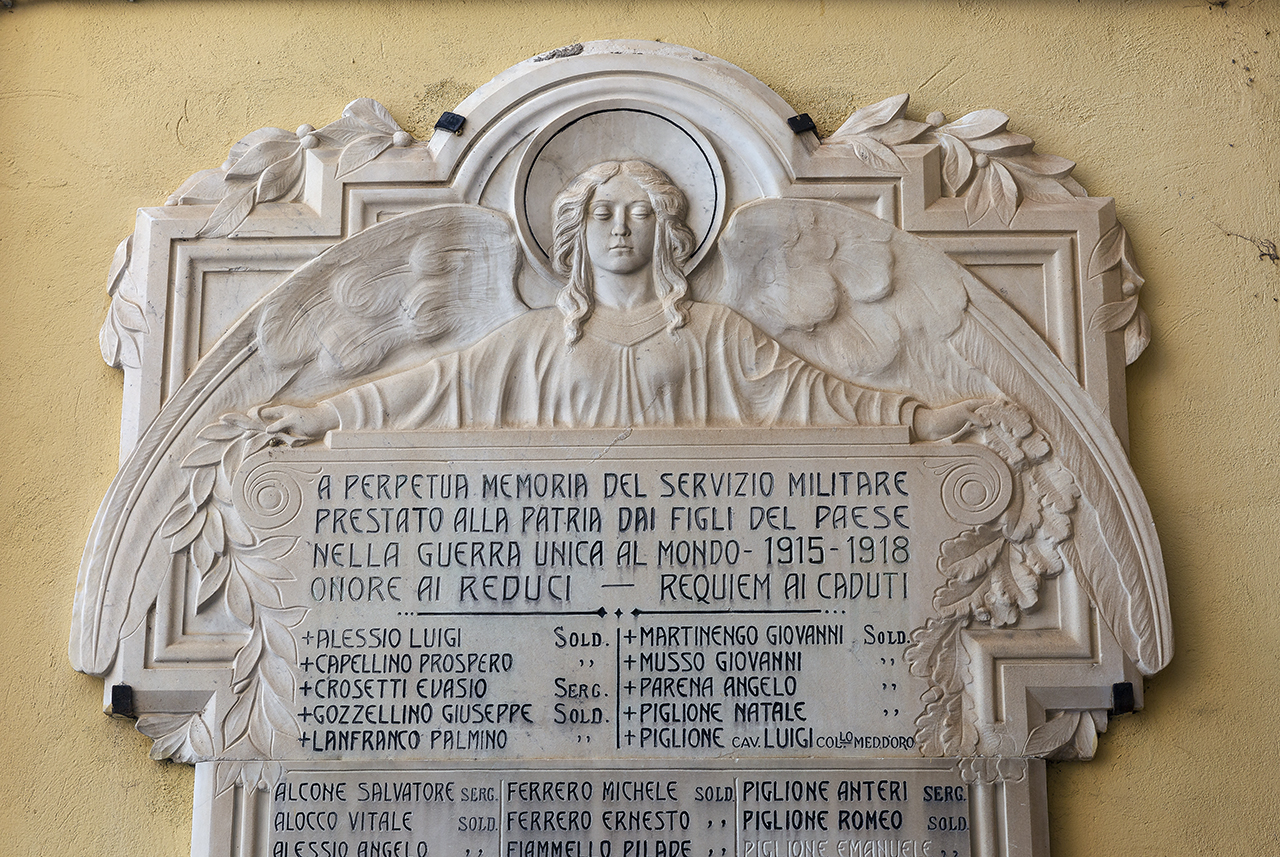 A PERPETUA MEMORIA DEL SERVIZIO MILITARE
PRESTATO ALLA PATRIA DAI FIGLI DEL PAESE
NELLA GUERRA UNICA AL MONDO - 1915 - 1918
ONORE AI REDUCI — REQUIEM AI CADUTI
+ALESSIO LUIGI SOLD.
+CAPELLINO PROSPERO ,,
+CROSETTI EVASIO SERG.
+GOZZELLINO GIUSEPPE SOLD.
+LANFRANCO PALMINO ,,
+MARTINENGO GIOVANNI SOLD.
+MUSSO GIOVANNI ,,
+PARENA ANGELO ,,
+PIGLIONE NATALE ,,
+PIGLIONE CAV. LUIGI COL.LO MED.D'ORO
ALCONE SALVATORE SERG.
ALOCCO VITALE SOLD.
ALESSIO ANGELO ,,
FERRERO MICHELE SOLD.
FERRERO ERNESTO ,,
FIAMMELLO PILADE ,,
PIGLIONE ANTERI SERG.
PIGLIONE ROMEO SOLD.
PIGLIONE EMANUELE ,,